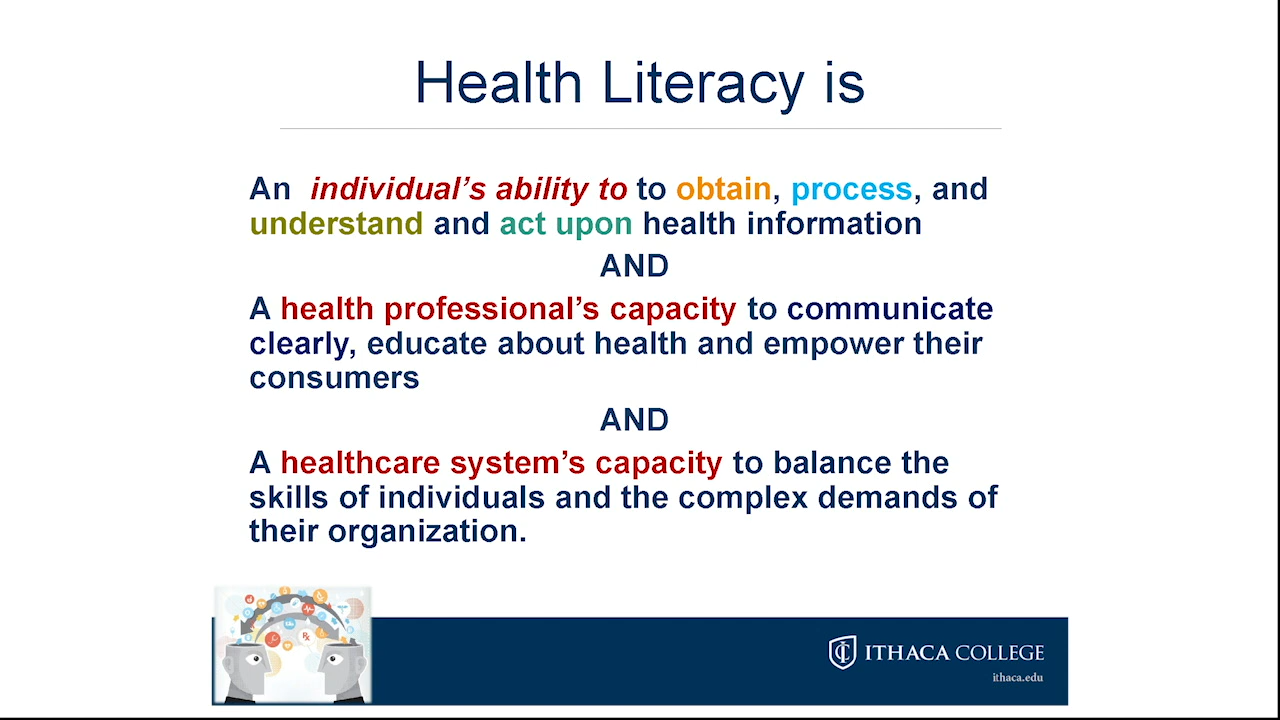 Health Literacy is
An individual’s ability to to obtain, process, and
understand and act upon health information
AND
A health professional’s capacity to communicate
clearly, educate about health and empower their
consumers
AND
A healthcare system’s capacity to balance the
skills of individuals and the complex demands of
their organization.
ITHACA COLLEGE
ithaca.edu